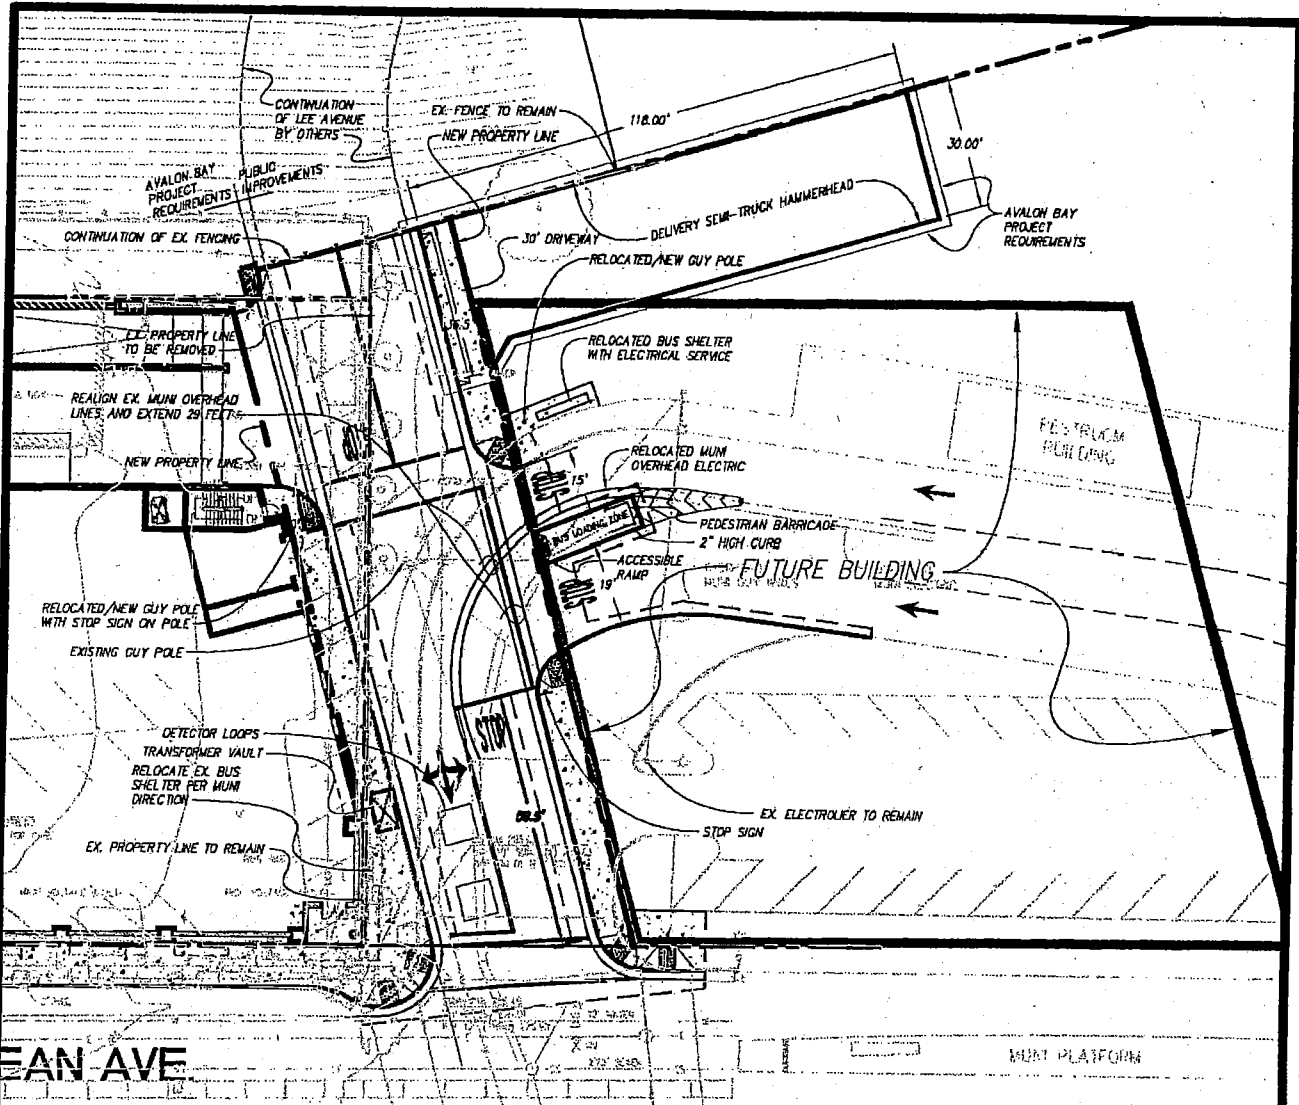 CONTINUATION
OF LEE AVENUE
BY OTHERS
EX. FENCE TO REMAIN
NEW PROPERTY LINE
118.00'
30.00'
AVALON BAY
PROJECT
REQUIREMENTS
PUBLIC
IMPROVEMENTS
CONTINUATION OF EX. FENCING
30' DRIVEWAY
DELIVERY SEMI-TRUCK HAMMERHEAD
AVALON BAY
PROJECT
REQUIREMENTS
RELOCATED/NEW GUY POLE
EX. PROPERTY LINE
TO BE REMOVED
RELOCATED BUS SHELTER
WITH ELECTRICAL SERVICE
REALIGN EX. MUNI OVERHEAD
LINES AND EXTEND 29 FEET
NEW PROPERTY LINE
RELOCATED MUNI
OVERHEAD ELECTRIC
15'
BUS LOADING ZONE
PEDESTRIAN BARRICADE
2" HIGH CURB
ACCESSIBLE
RAMP
19'
FUTURE BUILDING
RESTROOM
BUILDING
RELOCATED/NEW GUY POLE
WITH STOP SIGN ON POLE
EXISTING GUY POLE
STOP
DETECTOR LOOPS
TRANSFORMER VAULT
RELOCATE EX. BUS
SHELTER PER MUNI
DIRECTION
EX. PROPERTY LINE TO REMAIN
EX. ELECTROLIER TO REMAIN
STOP SIGN
EAN AVE.
MUNI PLATFORM